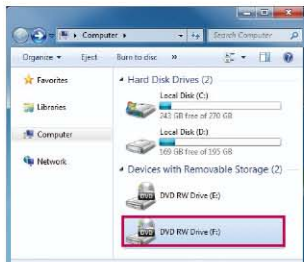 Computer
Search Computer
Organize
Eject
Burn to disc
»
Favorites
Libraries
Computer
Network
Hard Disk Drives (2)
Local Disk (C:)
243 GB free of 270 GB
Local Disk (D:)
169 GB free of 195 GB
Devices with Removable Storage (2)
DVD RW Drive (E:)
DVD RW Drive (F:)